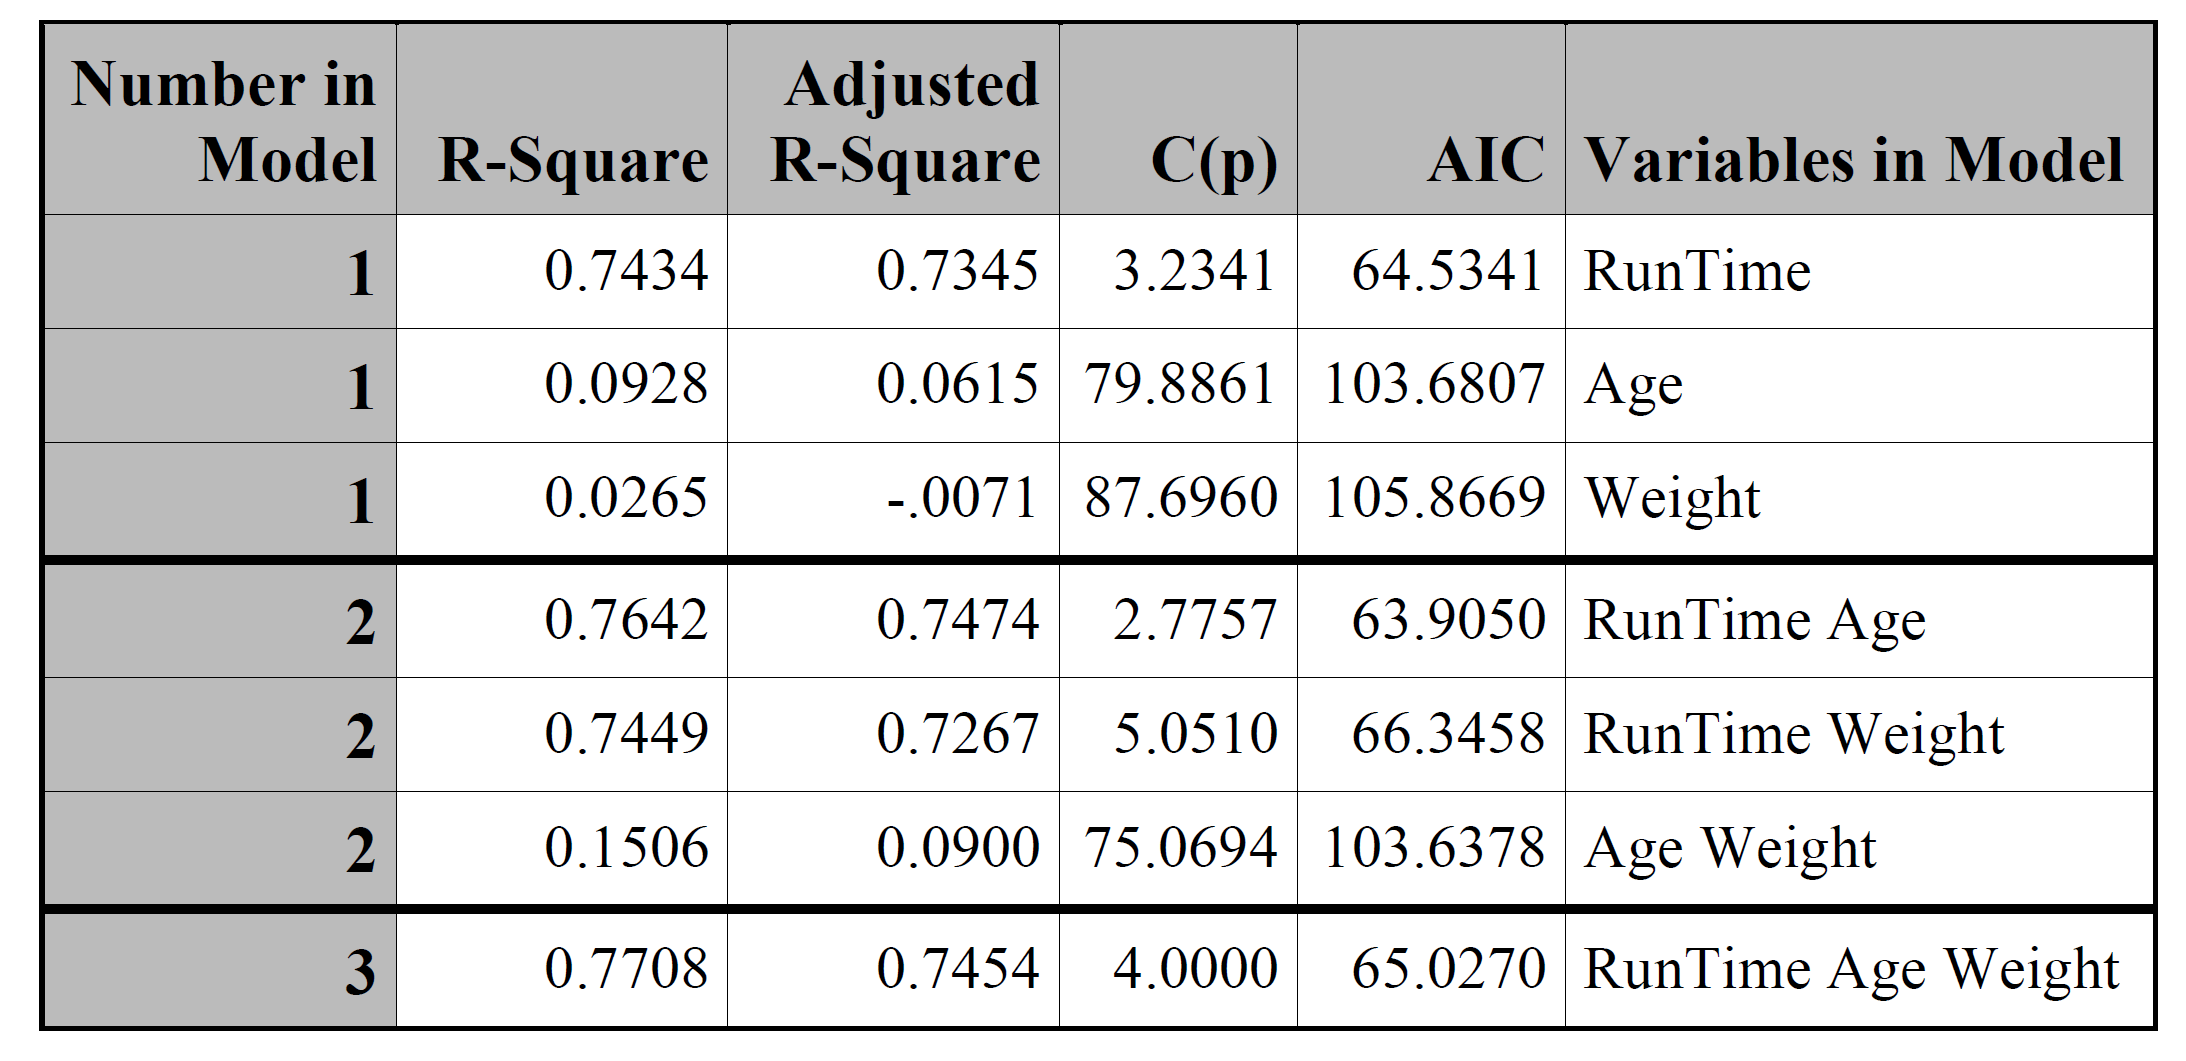 Number in Model R-Square Adjusted R-Square C(p) AIC Variables in Model
1 0.7434 0.7345 3.2341 64.5341 RunTime
1 0.0928 0.0615 79.8861 103.6807 Age
1 0.0265 -.0071 87.6960 105.8669 Weight
2 0.7642 0.7474 2.7757 63.9050 RunTime Age
2 0.7449 0.7267 5.0510 66.3458 RunTime Weight
2 0.1506 0.0900 75.0694 103.6378 Age Weight
3 0.7708 0.7454 4.0000 65.0270 RunTime Age Weight